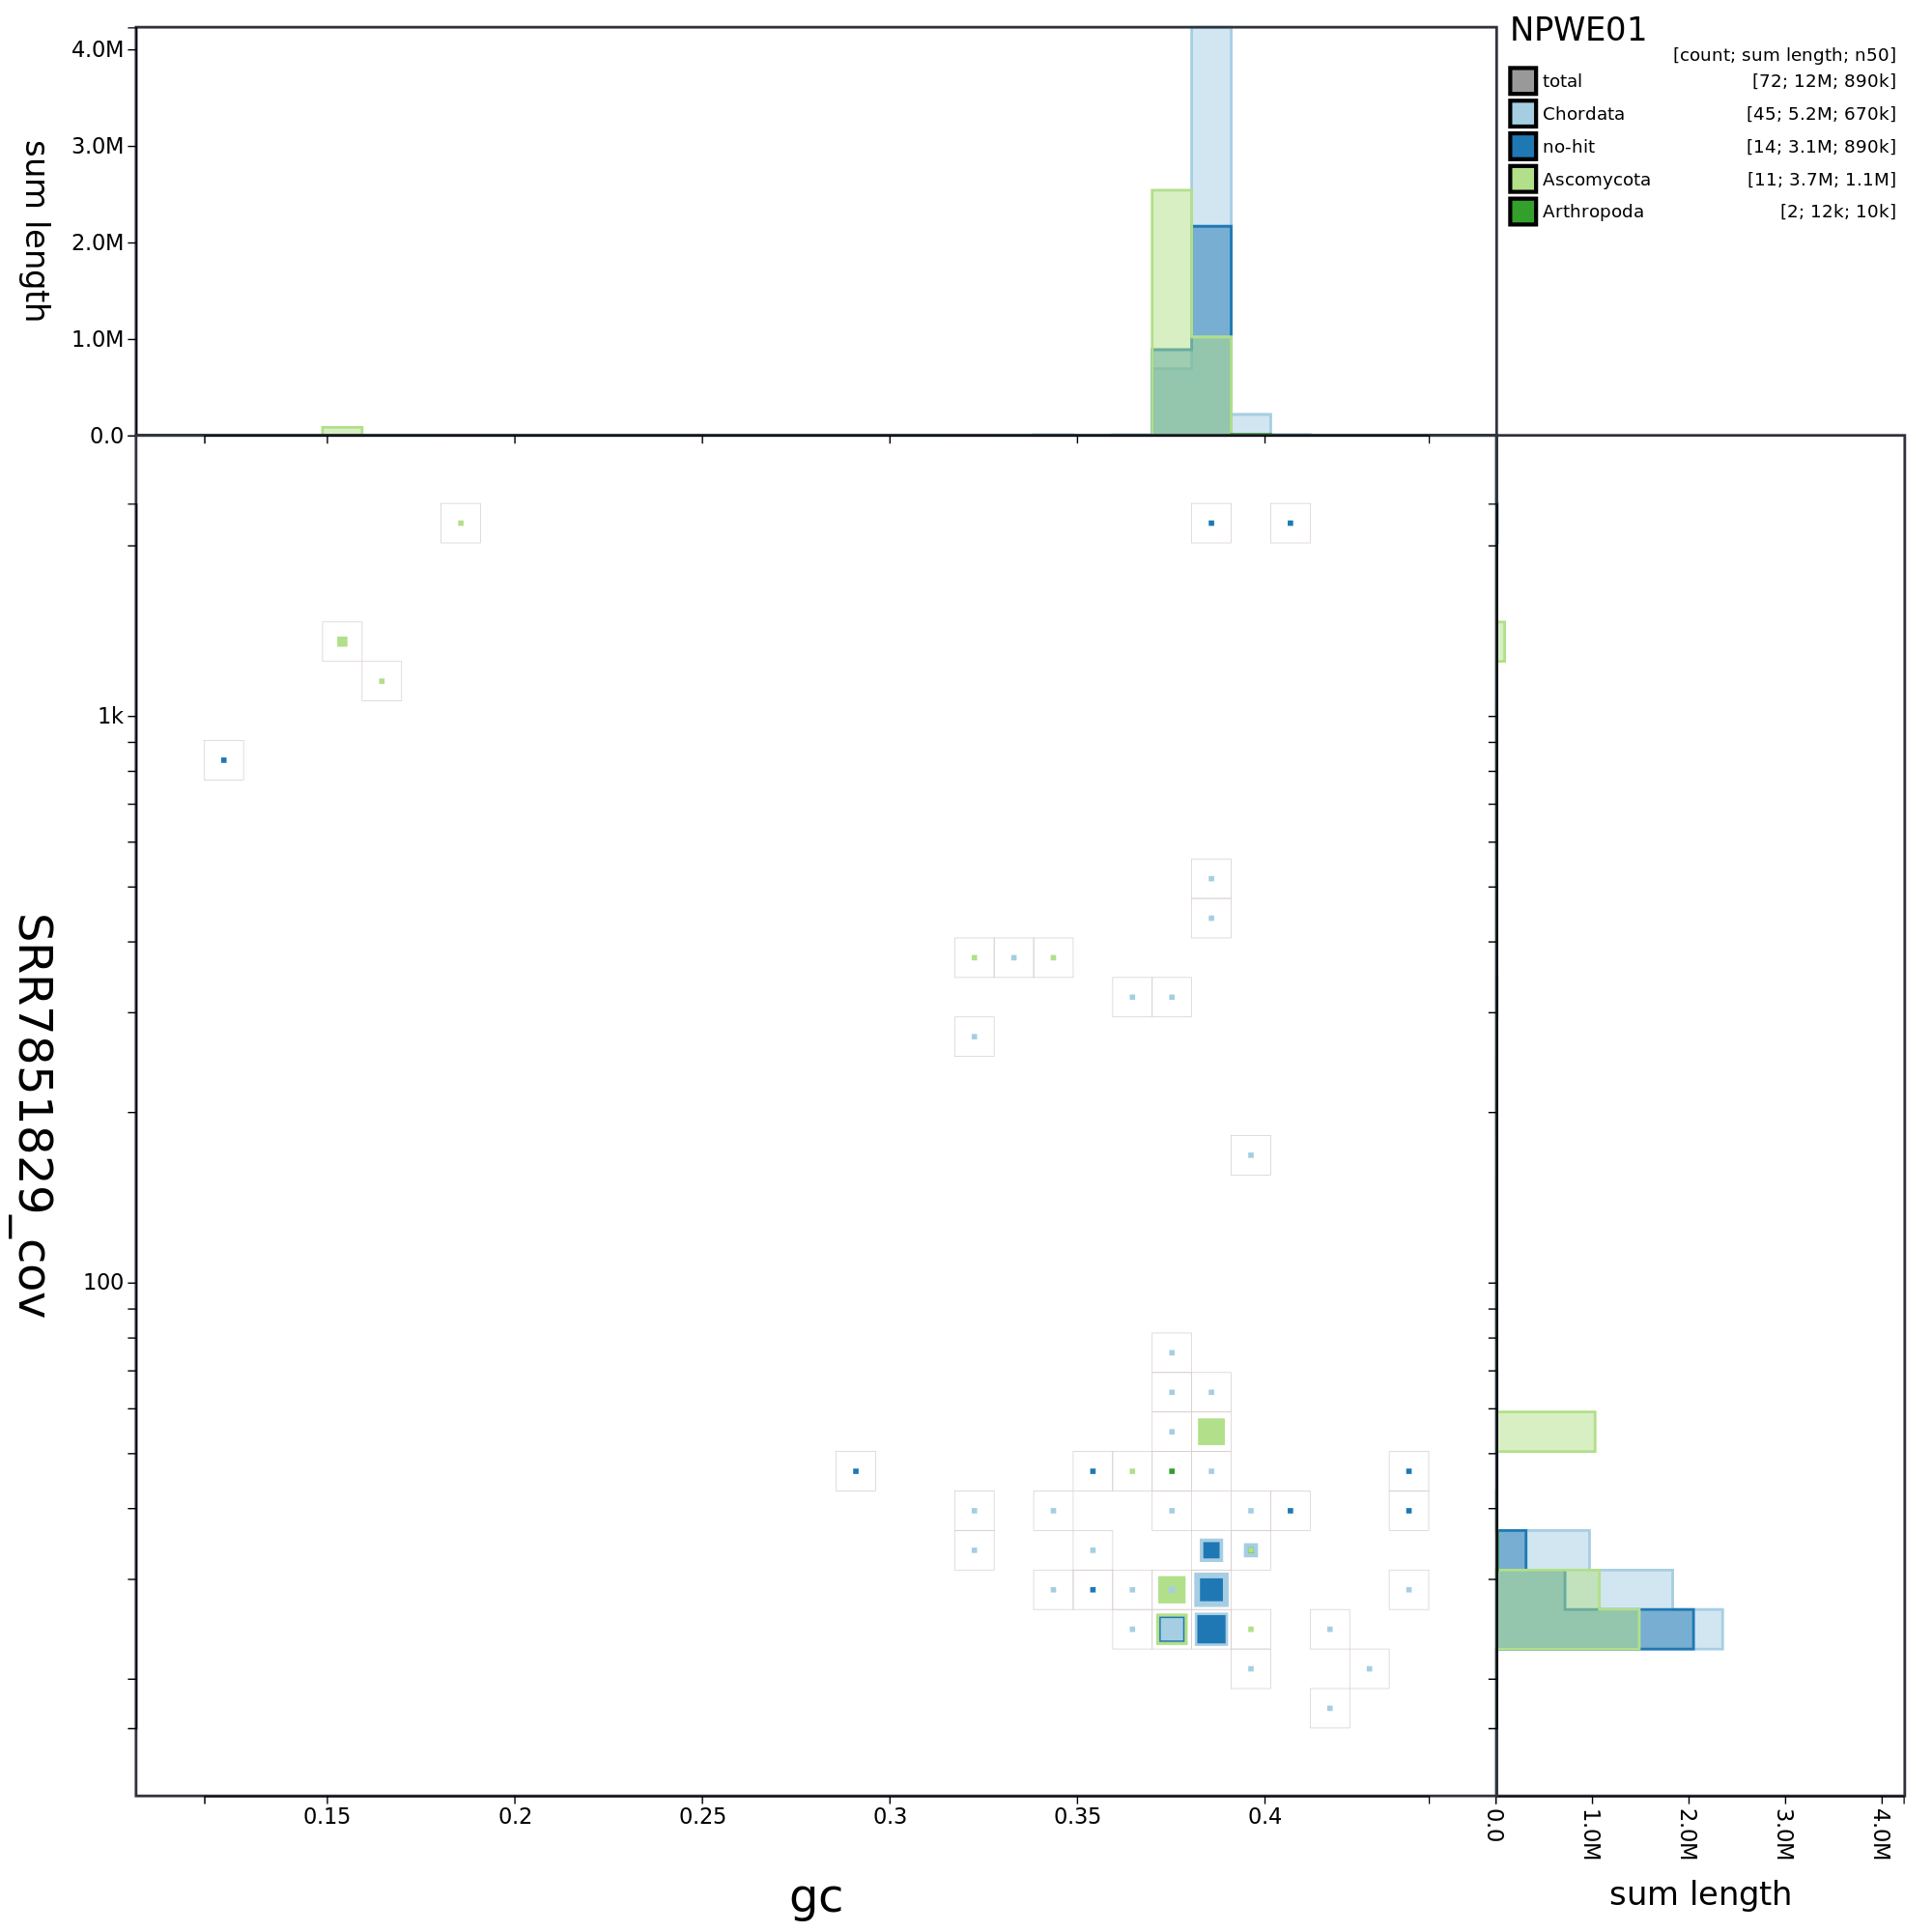 NPWE01
[count; sum length; n50]
total [72; 12M; 890k]
Chordata [45; 5.2M; 670k]
no-hit [14; 3.1M; 890k]
Ascomycota [11; 3.7M; 1.1M]
Arthropoda [2; 12k; 10k]
sum length
4.0M
3.0M
2.0M
1.0M
0.0
SRR7851829_cov
1k
100
0.15 0.2 0.25 0.3 0.35 0.4
gc
0.0 1.0M 2.0M 3.0M 4.0M
sum length